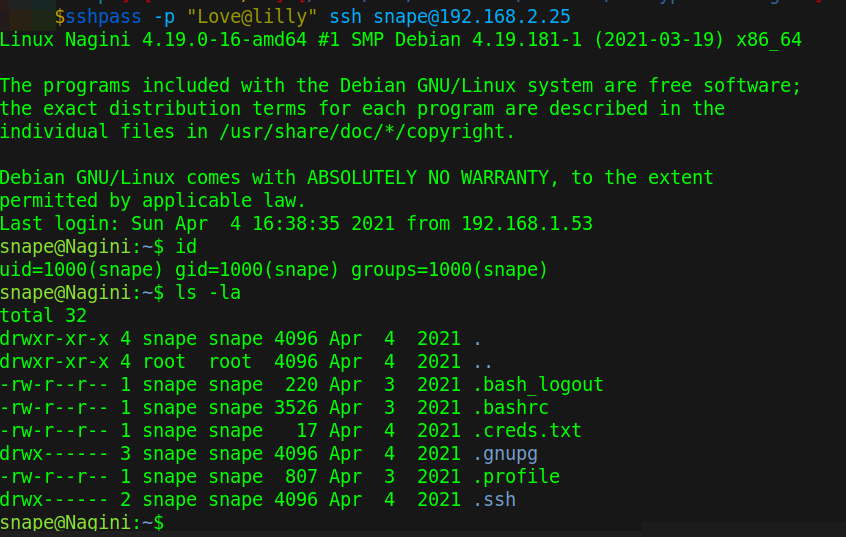 $sshpass -p "Love@lilly" ssh snape@192.168.2.25
Linux Nagini 4.19.0-16-amd64 #1 SMP Debian 4.19.181-1 (2021-03-19) x86_64

The programs included with the Debian GNU/Linux system are free software;
the exact distribution terms for each program are described in the
individual files in /usr/share/doc/*/copyright.

Debian GNU/Linux comes with ABSOLUTELY NO WARRANTY, to the extent
permitted by applicable law.
Last login: Sun Apr  4 16:38:35 2021 from 192.168.1.53
snape@Nagini:~$ id
uid=1000(snape) gid=1000(snape) groups=1000(snape)
snape@Nagini:~$ ls -la
total 32
drwxr-xr-x 4 snape snape 4096 Apr  4  2021 .
drwxr-xr-x 4 root  root  4096 Apr  4  2021 ..
-rw-r--r-- 1 snape snape  220 Apr  3  2021 .bash_logout
-rw-r--r-- 1 snape snape 3526 Apr  3  2021 .bashrc
-rw-r--r-- 1 snape snape   17 Apr  4  2021 .creds.txt
drwx------ 3 snape snape 4096 Apr  4  2021 .gnupg
-rw-r--r-- 1 snape snape  807 Apr  3  2021 .profile
drwx------ 2 snape snape 4096 Apr  4  2021 .ssh
snape@Nagini:~$